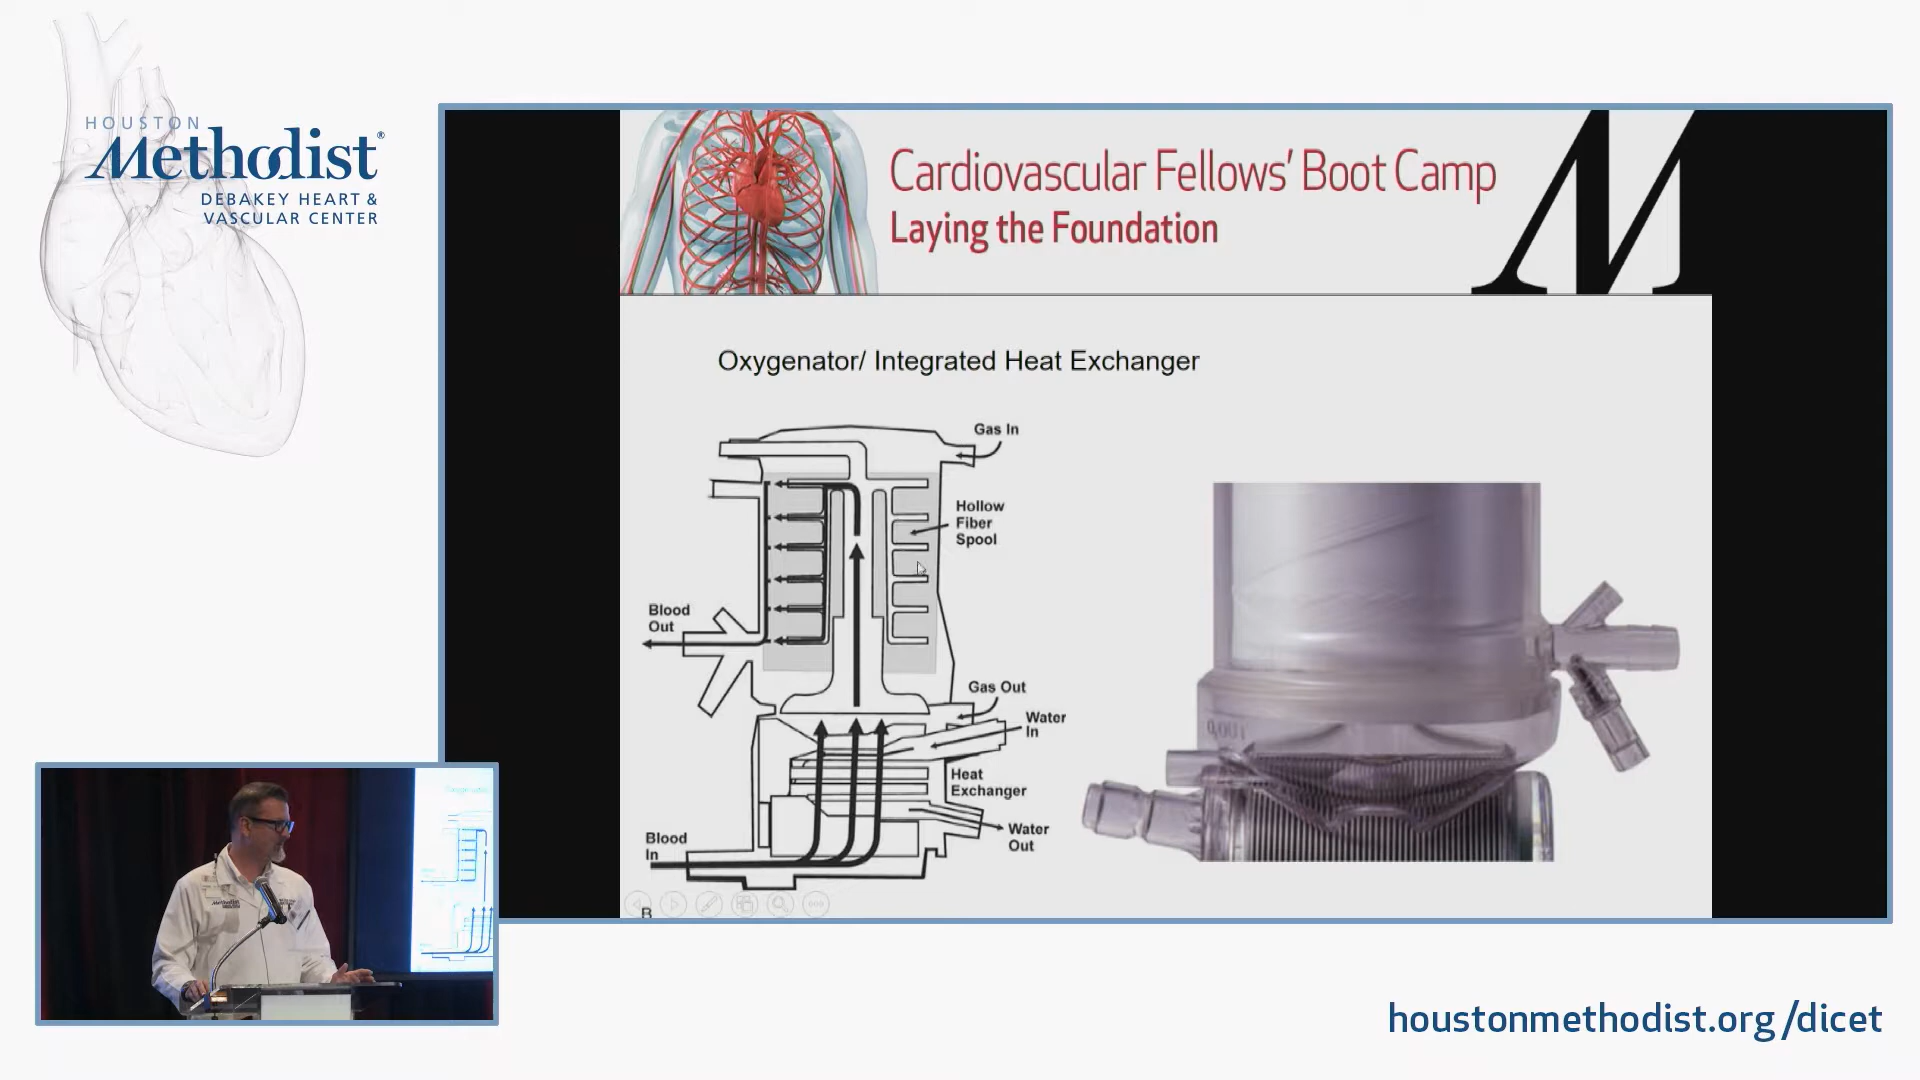 HOUSTON
Methodist®
DEBAKEY HEART &
VASCULAR CENTER
Cardiovascular Fellows' Boot Camp
Laying the Foundation
Oxygenator/ Integrated Heat Exchanger
Gas In
Hollow
Fiber
Spool
Blood
Out
Gas Out
Water
In
Heat
Exchanger
Water
Out
Blood
In
B
houstonmethodist.org/dicet